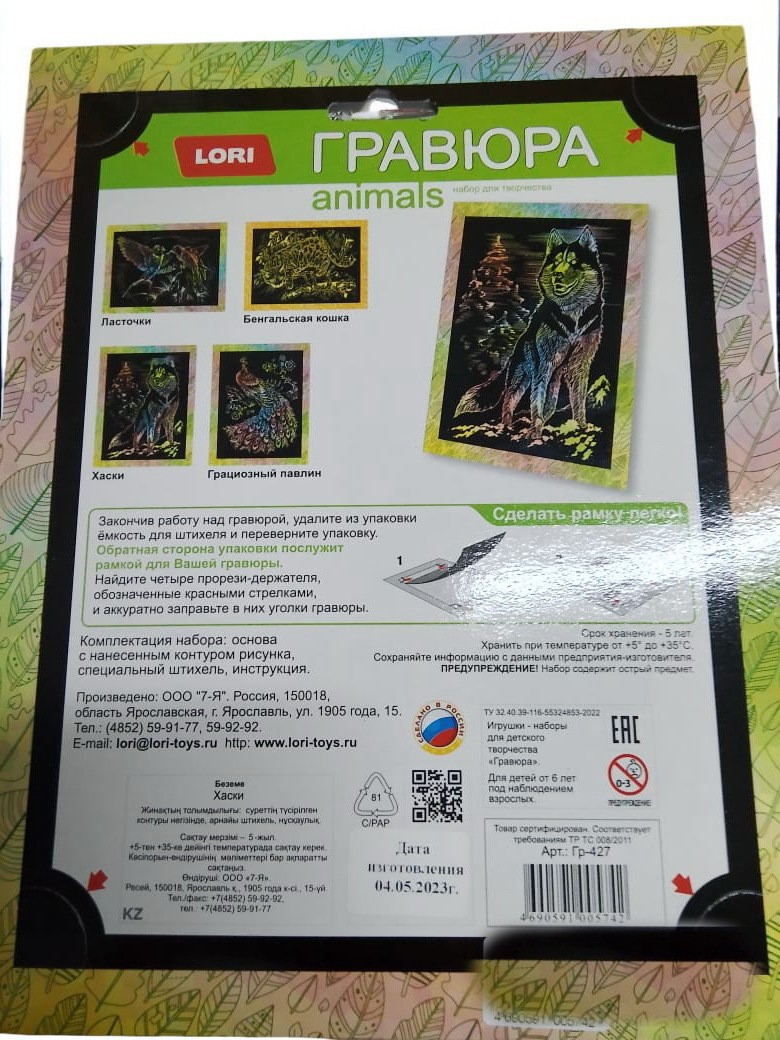 LORI
ГРАВЮРА
animals
набор для творчества
Ласточки
Бенгальская кошка
Хаски
Грациозный павлин
Сделать рамку легко!
Закончив работу над гравюрой, удалите из упаковки
ёмкость для штихеля и переверните упаковку.
Обратная сторона упаковки послужит
рамкой для Вашей гравюры.
Найдите четыре прорези-держателя,
обозначенные красными стрелками,
и аккуратно заправьте в них уголки гравюры.
1
Комплектация набора: основа
с нанесенным контуром рисунка,
специальный штихель, инструкция.
Срок хранения - 5 лет.
Хранить при температуре от +5° до +35°С.
Сохраняйте информацию с данными предприятия-изготовителя.
ПРЕДУПРЕЖДЕНИЕ! Набор содержит острый предмет.
Произведено: ООО "7-Я". Россия, 150018,
область Ярославская, г. Ярославль, ул. 1905 года, 15.
Тел.: (4852) 59-91-77, 59-92-92.
E-mail: lori@lori-toys.ru http: www.lori-toys.ru
СДЕЛАНО В РОССИИ
ТУ 32.40.39-116-55324853-2022
Игрушки - наборы
для детского
творчества
«Гравюра».
Для детей от 6 лет
под наблюдением
взрослых.
EAC
0-3
ПРЕДУПРЕЖДЕНИЕ
Беземе
Хаски
Жинақтың толымдылығы: суреттің түсірілген
контуры негізінде, арнайы штихель, нұсқаулық.
Сақтау мерзімі – 5 -жыл.
+5-тен +35-ке дейінгі температурада сақтау керек.
Кәсіпорын-өндірушінің мәліметтері бар ақпаратты
сақтаңыз.
Өндіруші: ООО «7-Я».
Ресей, 150018, Ярославль қ., 1905 года к-сі , 15-үй
Тел./факс: +7(4852) 59-92-92,
тел.: +7(4852) 59-91-77
KZ
81
C/PAP
Дата
изготовления
04.05.2023г.
Товар сертифицирован. Соответствует
требованиям ТР ТС 008/2011
Арт.: Гр-427
4 690591 005742
4 690591 005742